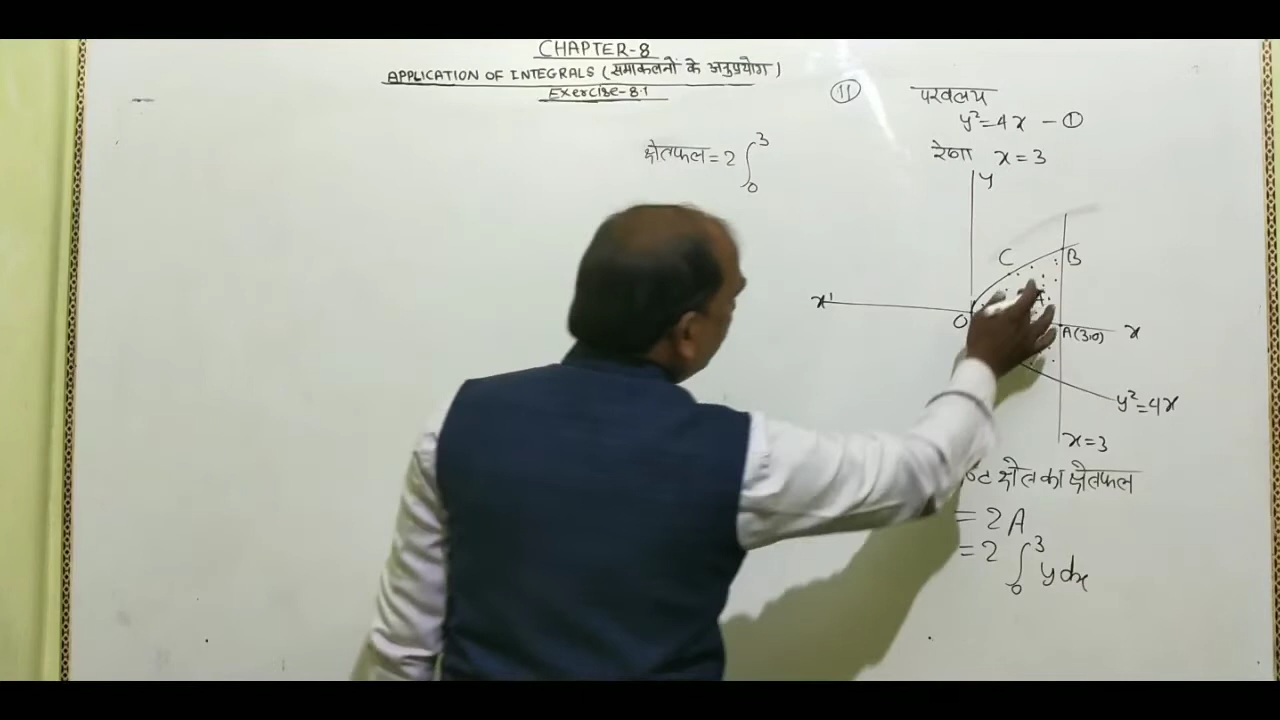 CHAPTER-8
APPLICATION OF INTEGRALS (समाकलनो के अनुप्रयोग)
Exercise-8.1
11
परवलय
y²=4x - ①
रेखा x=3
क्षेत्रफल = 2 ∫₀³
y
C
B
A
x'
O
A(3,0)
x
y²=4x
x=3
क्षेत्र का क्षेत्रफल
= 2A
= 2 ∫₀³ y dx